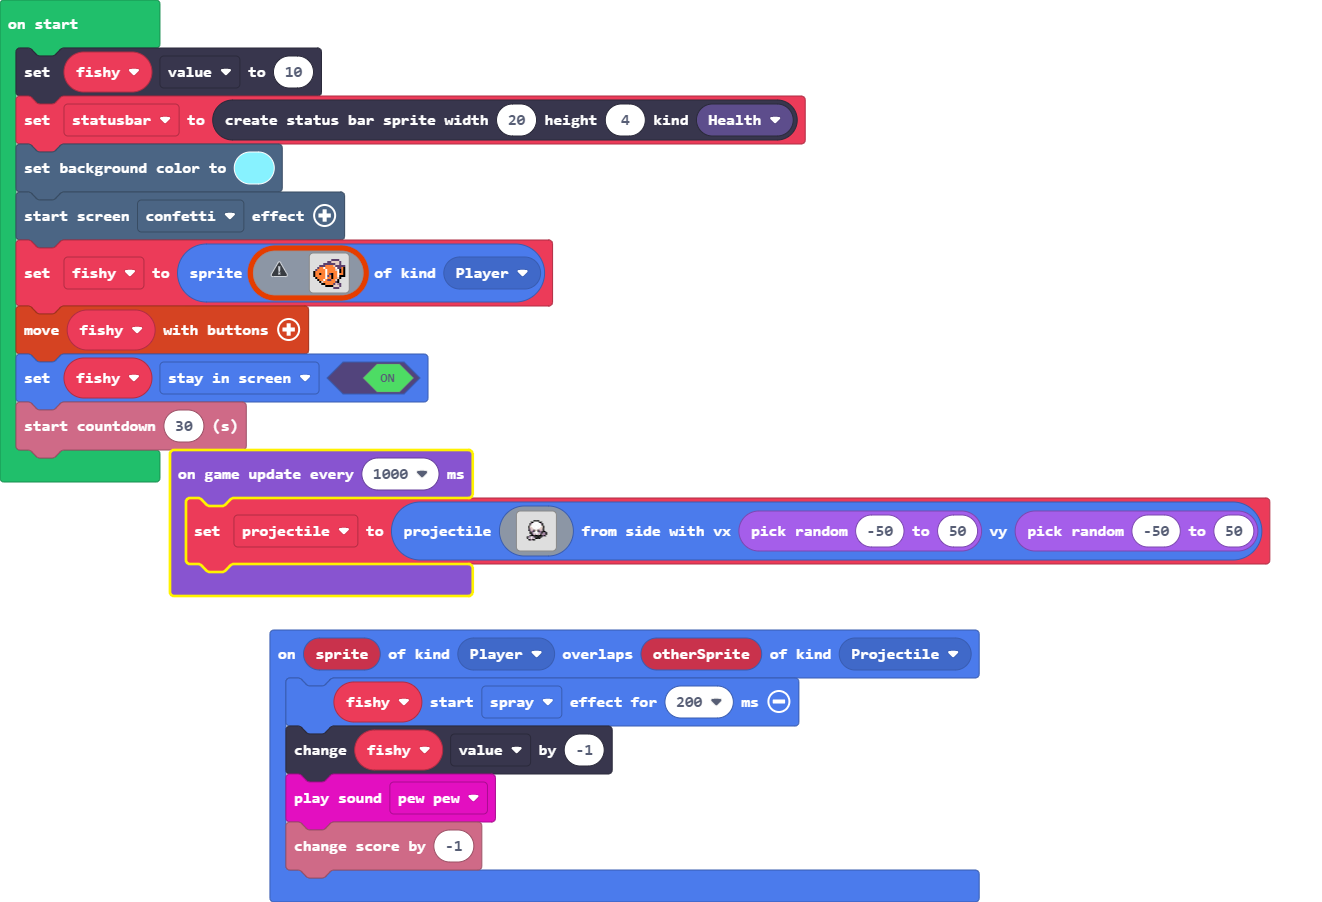 on start
set fishy value to 10
set statusbar to create status bar sprite width 20 height 4 kind Health
set background color to
start screen confetti effect
set fishy to sprite of kind Player
move fishy with buttons
set fishy stay in screen ON
start countdown 30 (s)
on game update every 1000 ms
set projectile to projectile from side with vx pick random -50 to 50 vy pick random -50 to 50
on sprite of kind Player overlaps otherSprite of kind Projectile
fishy start spray effect for 200 ms
change fishy value by -1
play sound pew pew
change score by -1